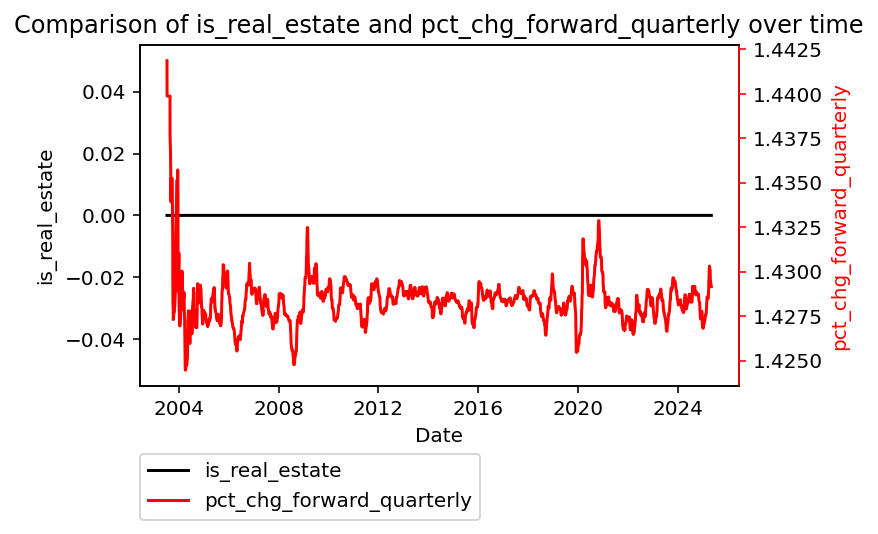 Comparison of is_real_estate and pct_chg_forward_quarterly over time
is_real_estate
0.04
0.02
0.00
−0.02
−0.04
1.4425
1.4400
1.4375
1.4350
1.4325
1.4300
1.4275
1.4250
pct_chg_forward_quarterly
2004 2008 2012 2016 2020 2024
Date
is_real_estate
pct_chg_forward_quarterly